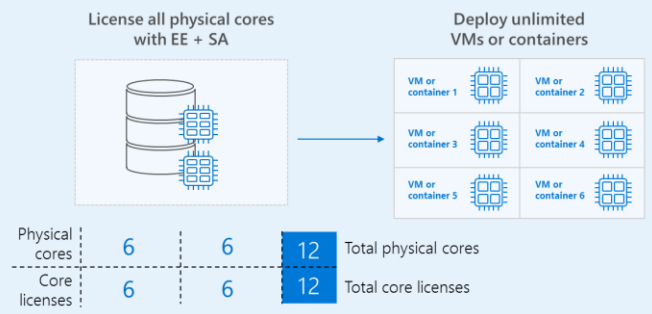 License all physical cores
with EE + SA
Deploy unlimited
VMs or containers
VM or
container 1
VM or
container 2
VM or
container 3
VM or
container 4
VM or
container 5
VM or
container 6
Physical
cores
6
6
12
Total physical cores
Core
licenses
6
6
12
Total core licenses